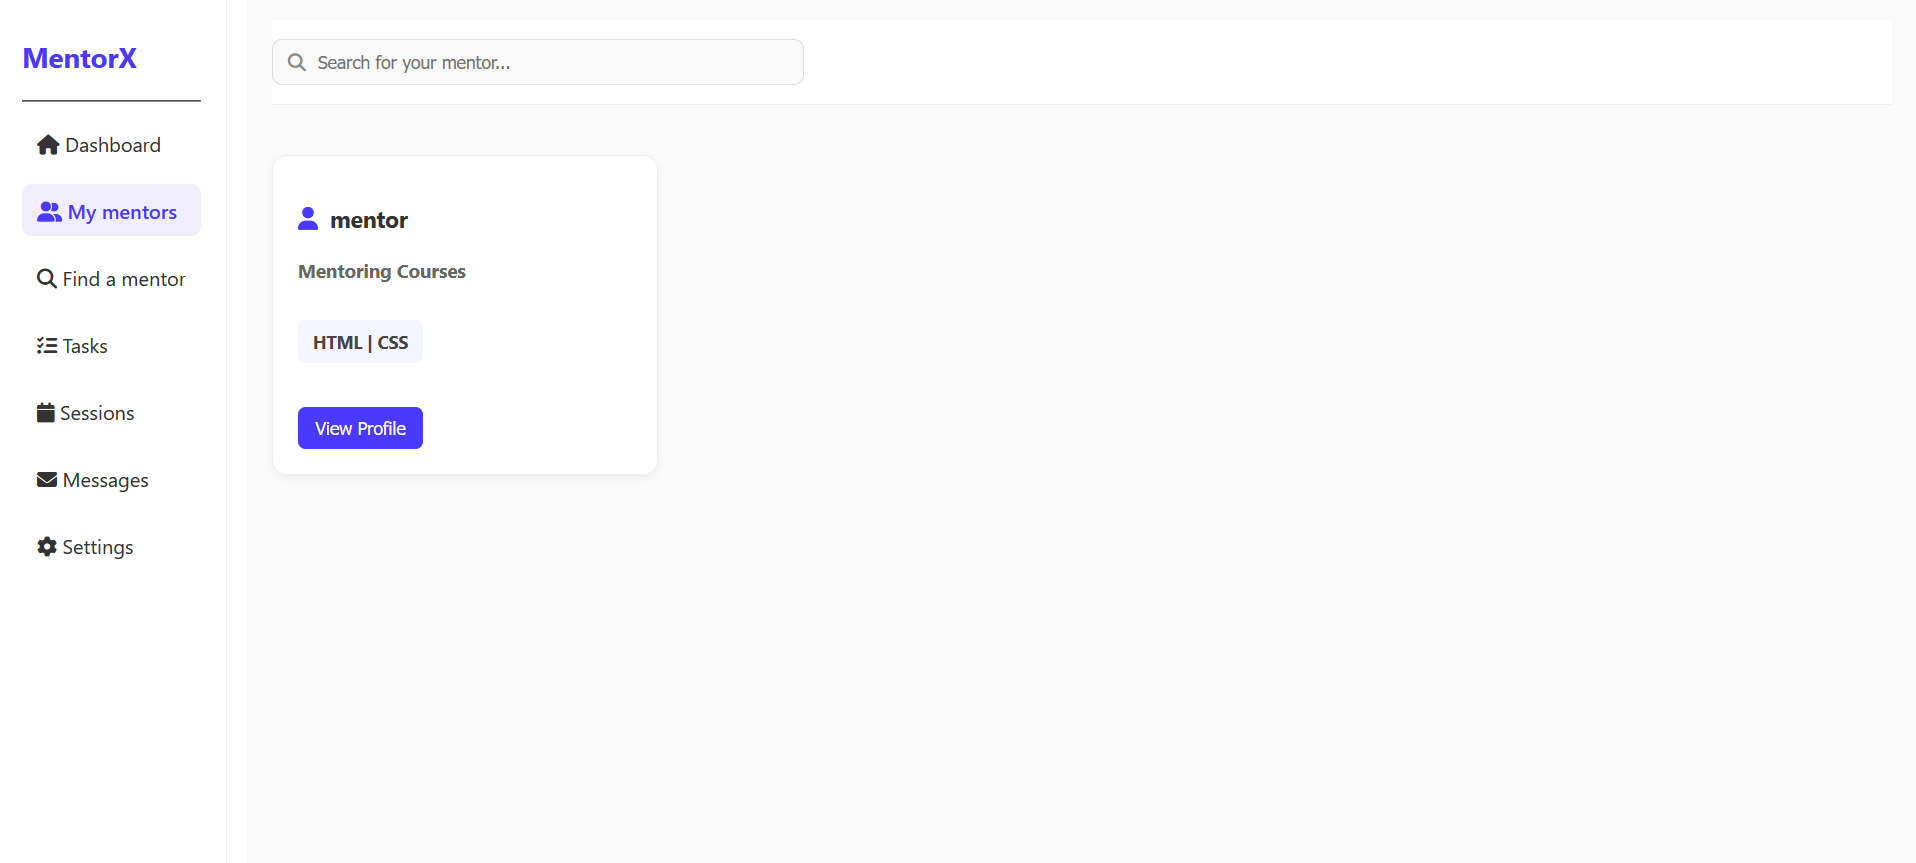 MentorX
Dashboard
My mentors
Find a mentor
Tasks
Sessions
Messages
Settings
Search for your mentor...
mentor
Mentoring Courses
HTML | CSS
View Profile